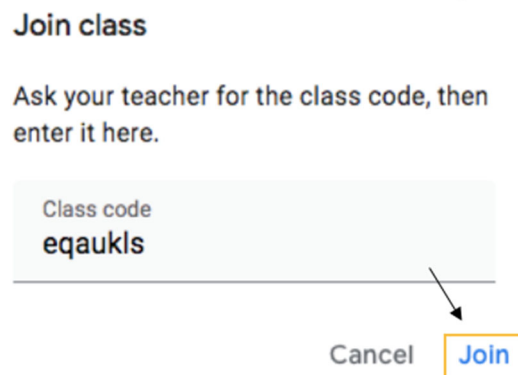 Join class
Ask your teacher for the class code, then
enter it here.
Class code
eqaukls
Cancel
Join